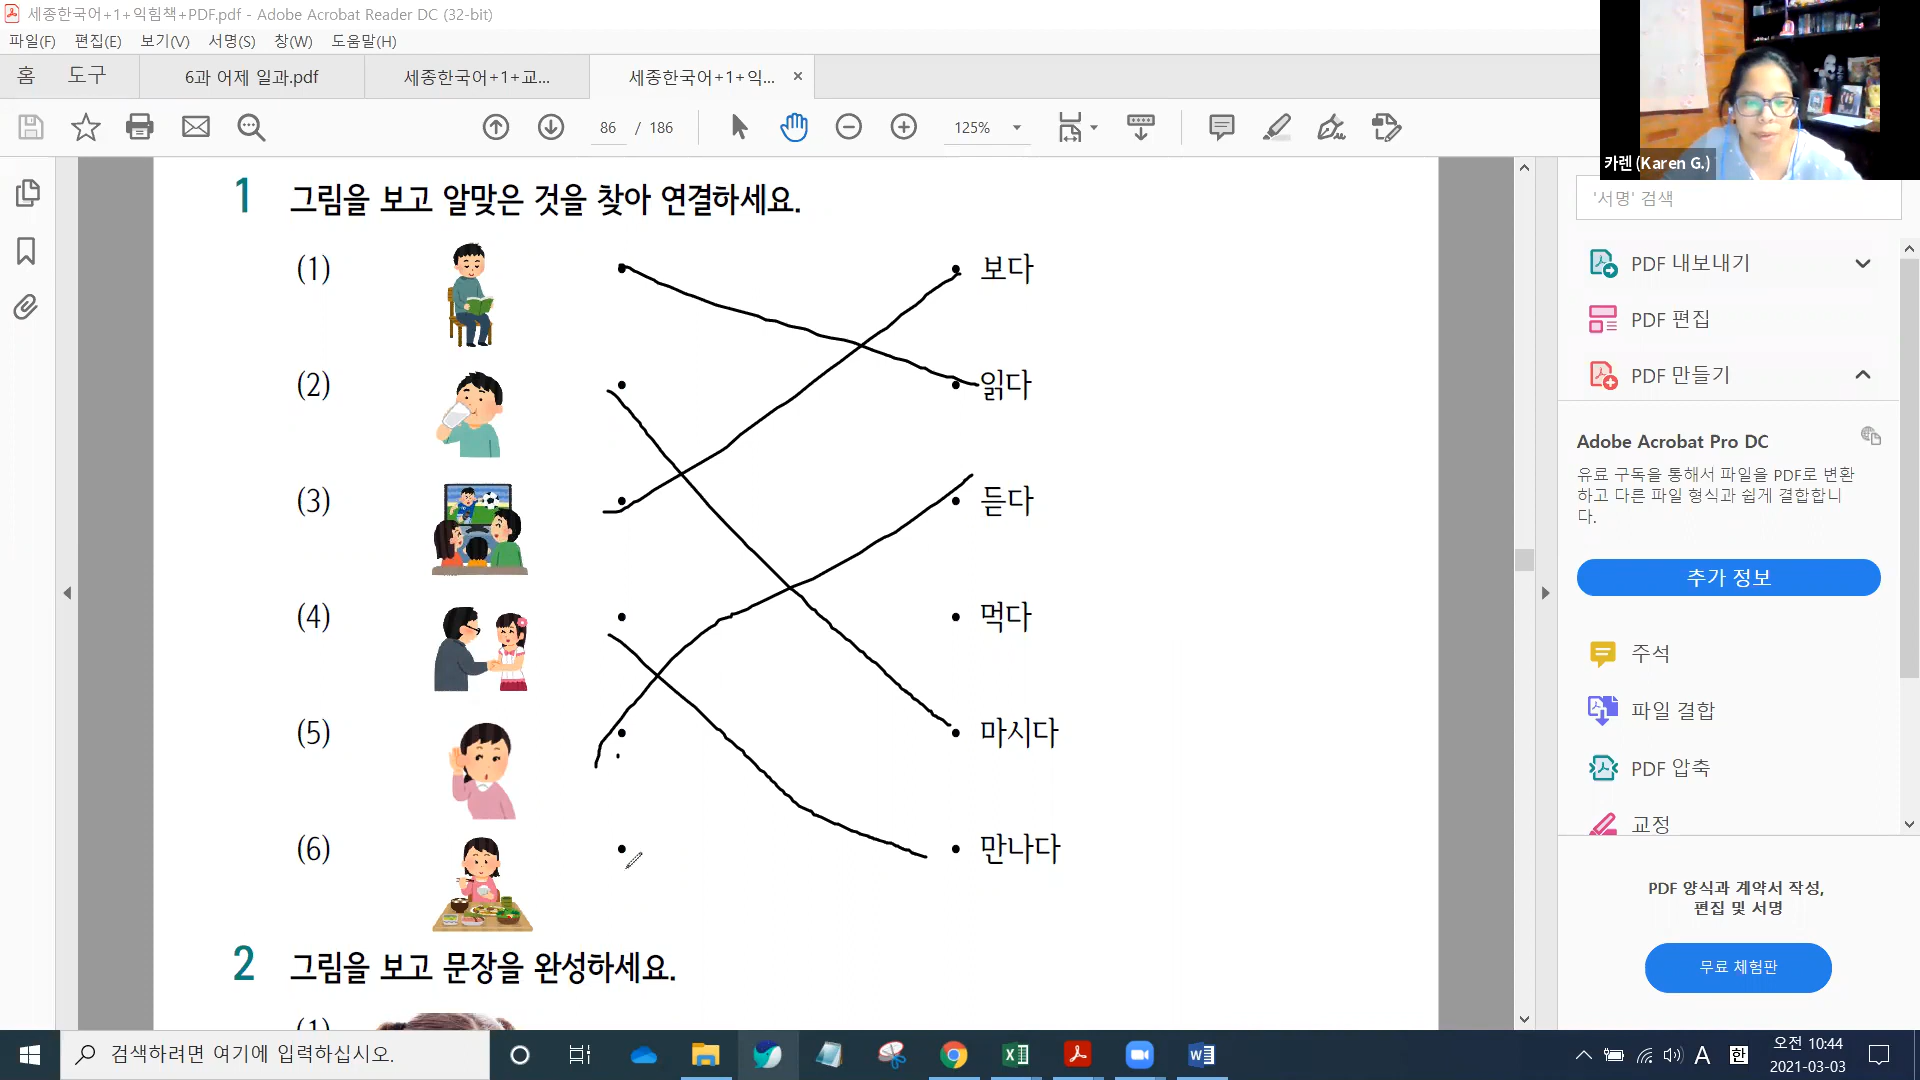 세종한국어+1+익힘책+PDF.pdf - Adobe Acrobat Reader DC (32-bit)
파일(F) 편집(E) 보기(V) 서명(S) 창(W) 도움말(H)
홈 도구 6과 어제 일과.pdf 세종한국어+1+교... 세종한국어+1+익... ×
86 / 186 125%
카렌 (Karen G.)
1 그림을 보고 알맞은 것을 찾아 연결하세요.
(1) 보다
(2) 읽다
(3) 듣다
(4) 먹다
(5) 마시다
(6) 만나다
2 그림을 보고 문장을 완성하세요.
(1)
'서명' 검색
PDF 내보내기
PDF 편집
PDF 만들기
Adobe Acrobat Pro DC
유료 구독을 통해서 파일을 PDF로 변환
하고 다른 파일 형식과 쉽게 결합합니
다.
추가 정보
주석
파일 결합
PDF 압축
교정
PDF 양식과 계약서 작성,
편집 및 서명
무료 체험판
검색하려면 여기에 입력하십시오.
A 한 오전 10:44
2021-03-03